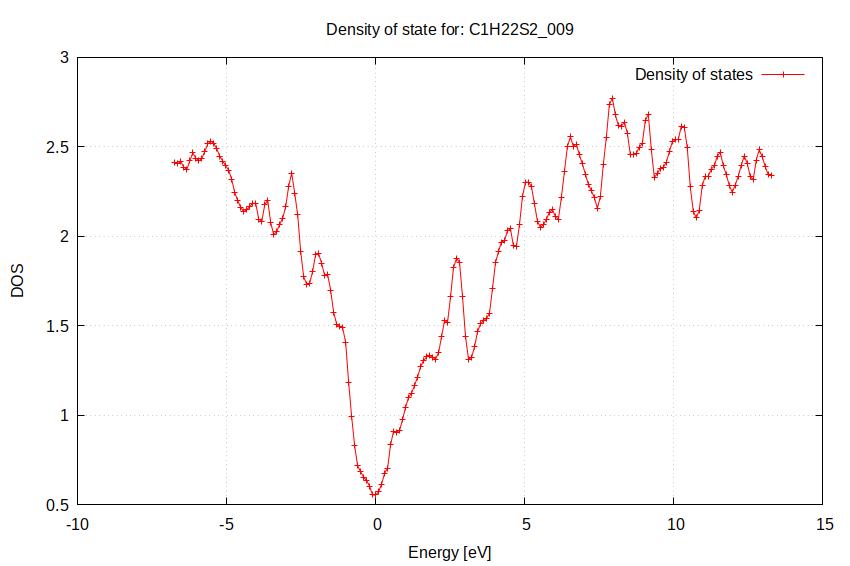 Density of state for: C1H22S2_009
3
Density of states
2.5
2
DOS
1.5
1
0.5
-10 -5 0 5 10 15
Energy [eV]